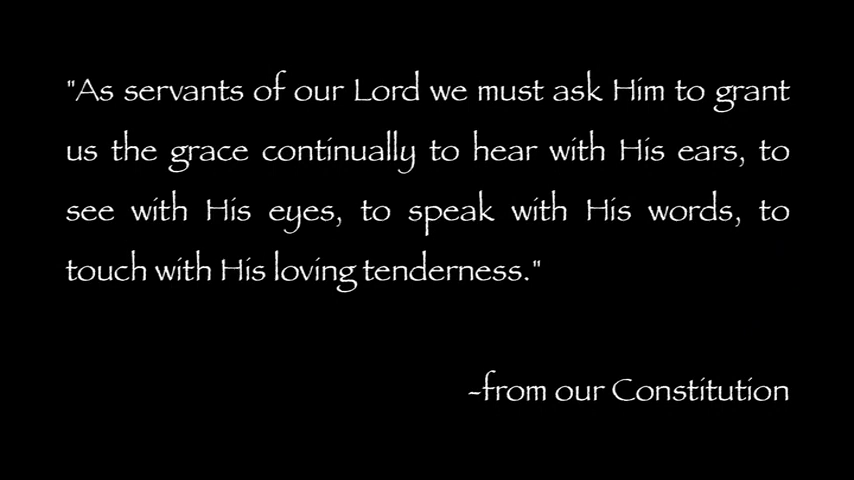 "As servants of our Lord we must ask Him to grant
us the grace continually to hear with His ears, to
see with His eyes, to speak with His words, to
touch with His loving tenderness."
-from our Constitution